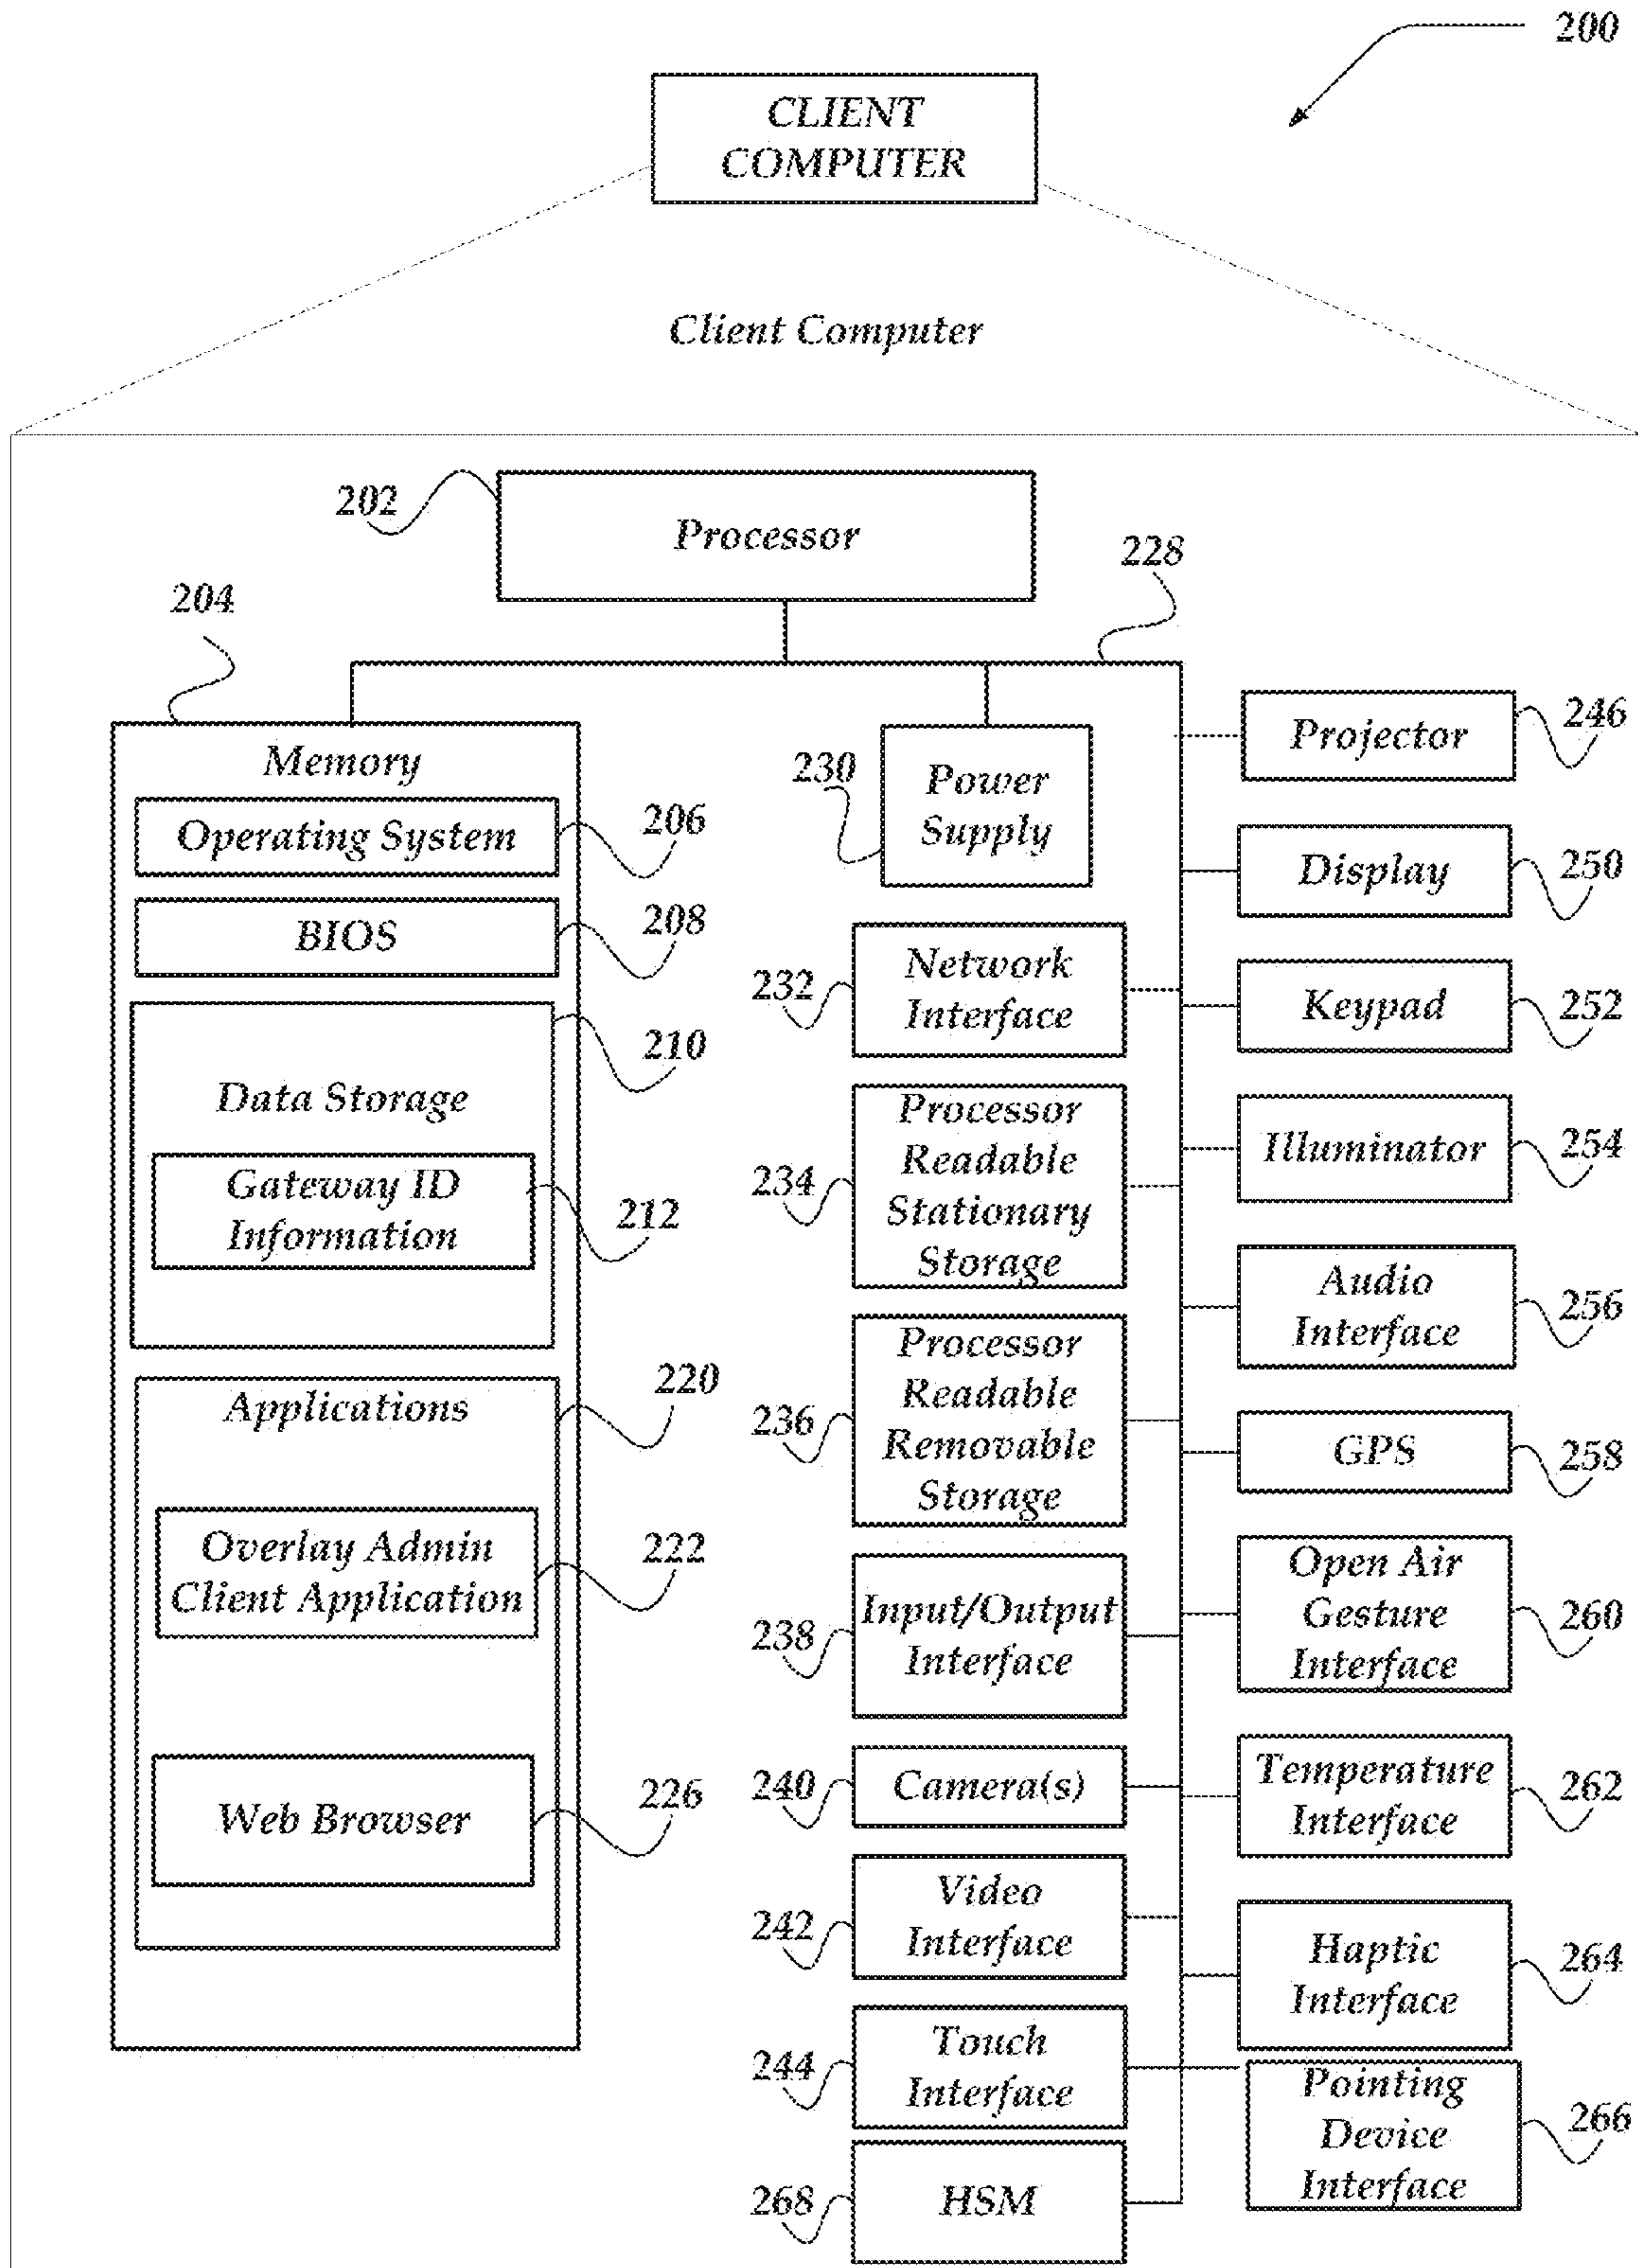 200
CLIENT
COMPUTER
Client Computer
202
Processor
228
204
Memory
Operating System
206
BIOS
208
210
Data Storage
Gateway ID
Information
212
220
Applications
Overlay Admin
Client Application
222
Web Browser
226
230
Power
Supply
232
Network
Interface
234
Processor
Readable
Stationary
Storage
236
Processor
Readable
Removable
Storage
238
Input/Output
Interface
240
Camera(s)
242
Video
Interface
244
Touch
Interface
268
HSM
Projector
246
Display
250
Keypad
252
Illuminator
254
Audio
Interface
256
GPS
258
Open Air
Gesture
Interface
260
Temperature
Interface
262
Haptic
Interface
264
Pointing
Device
Interface
266